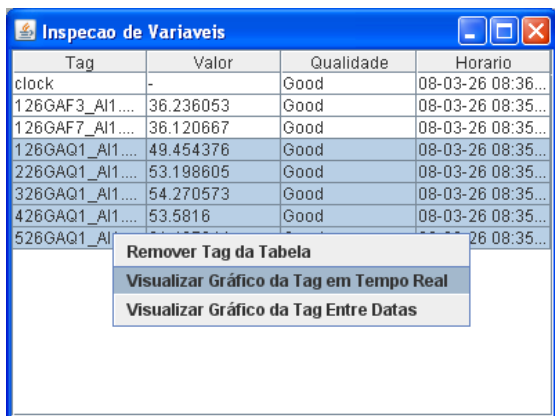 Inspecao de Variaveis
Tag Valor Qualidade Horario
clock - Good 08-03-26 08:36...
126GAF3_AI1.... 36.236053 Good 08-03-26 08:35...
126GAF7_AI1.... 36.120667 Good 08-03-26 08:35...
126GAQ1_AI1.... 49.454376 Good 08-03-26 08:35...
226GAQ1_AI1.... 53.198605 Good 08-03-26 08:35...
326GAQ1_AI1.... 54.270573 Good 08-03-26 08:35...
426GAQ1_AI1.... 53.5816 Good 08-03-26 08:35...
526GAQ1_AI 26 08:35...
Remover Tag da Tabela
Visualizar Gráfico da Tag em Tempo Real
Visualizar Gráfico da Tag Entre Datas